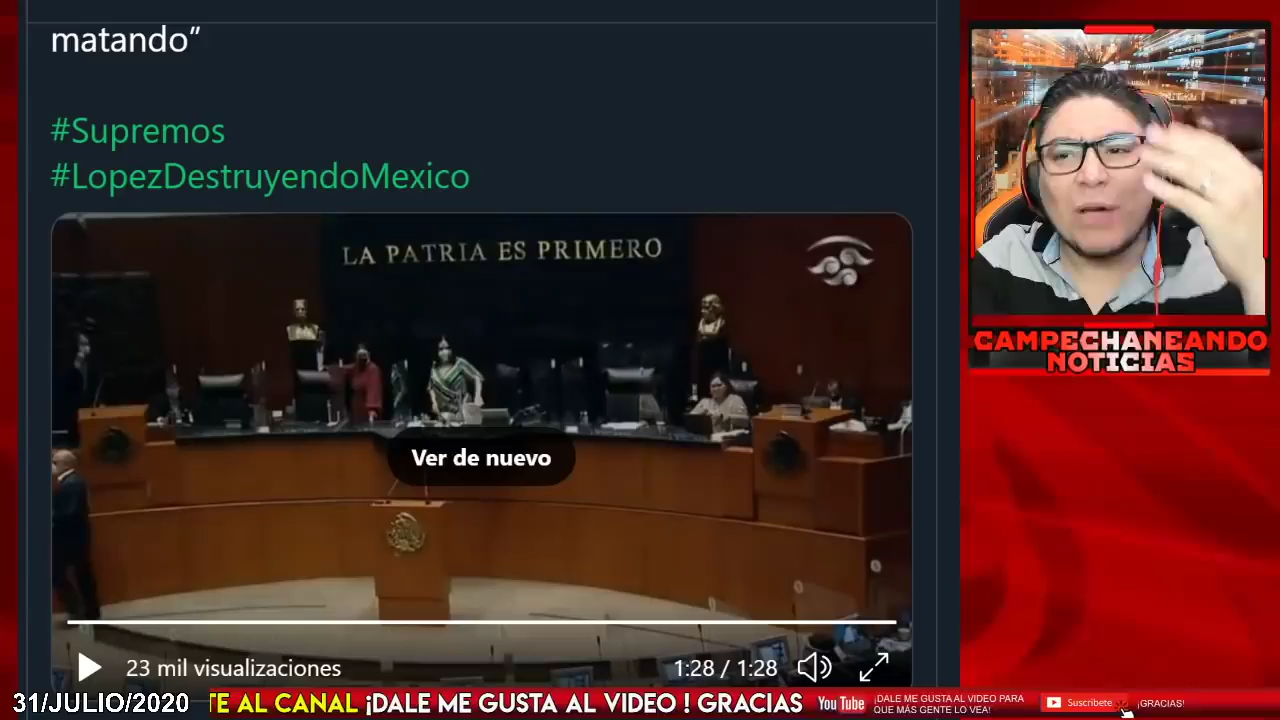 matando”
#Supremos
#LopezDestruyendoMexico
LA PATRIA ES PRIMERO
Ver de nuevo
23 mil visualizaciones
1:28 / 1:28
CAMPECHANEANDO
NOTICIAS
31/JULIO/2020
TE AL CANAL ¡DALE ME GUSTA AL VIDEO ! GRACIAS
YouTube
¡DALE ME GUSTA AL VIDEO PARA
QUE MÁS GENTE LO VEA!
Suscribete
¡GRACIAS!